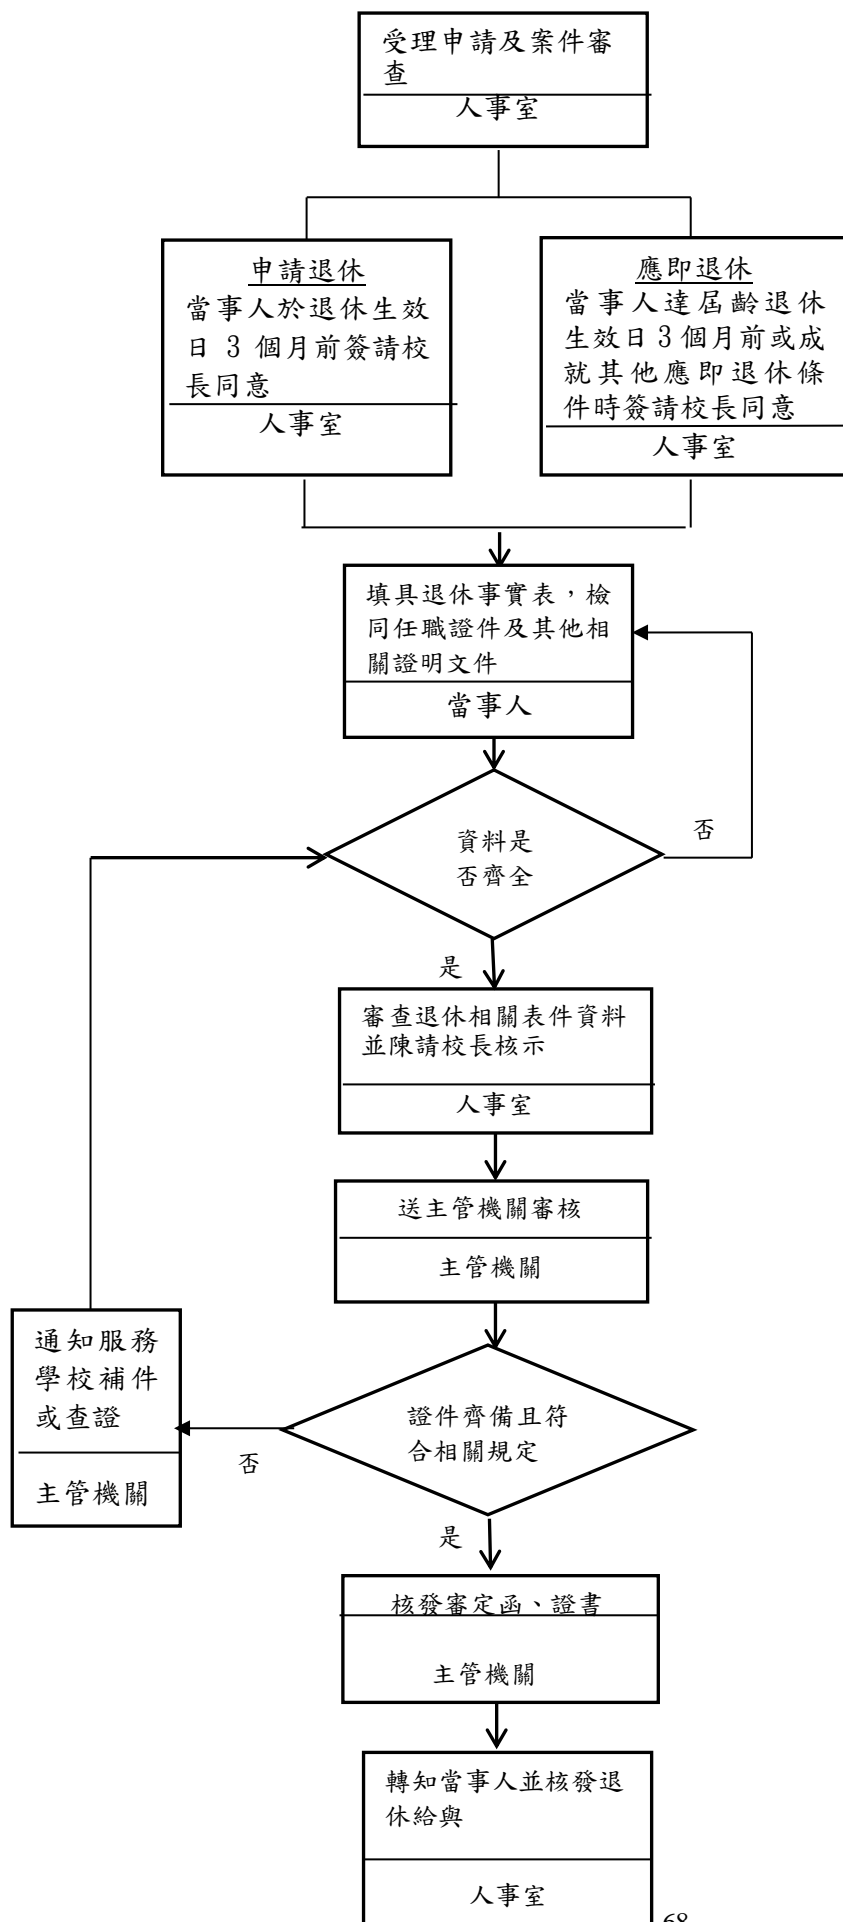 受理申請及案件審
查
人事室
申請退休
當事人於退休生效
日 3 個月前簽請校
長同意
人事室
應即退休
當事人達屆齡退休
生效日3個月前或成
就其他應即退休條
件時簽請校長同意
人事室
填具退休事實表，檢
同任職證件及其他相
關證明文件
當事人
資料是
否齊全
否
是
審查退休相關表件資料
並陳請校長核示
人事室
送主管機關審核
主管機關
通知服務
學校補件
或查證
主管機關
證件齊備且符
合相關規定
否
是
核發審定函、證書
主管機關
轉知當事人並核發退
休給與
人事室
68